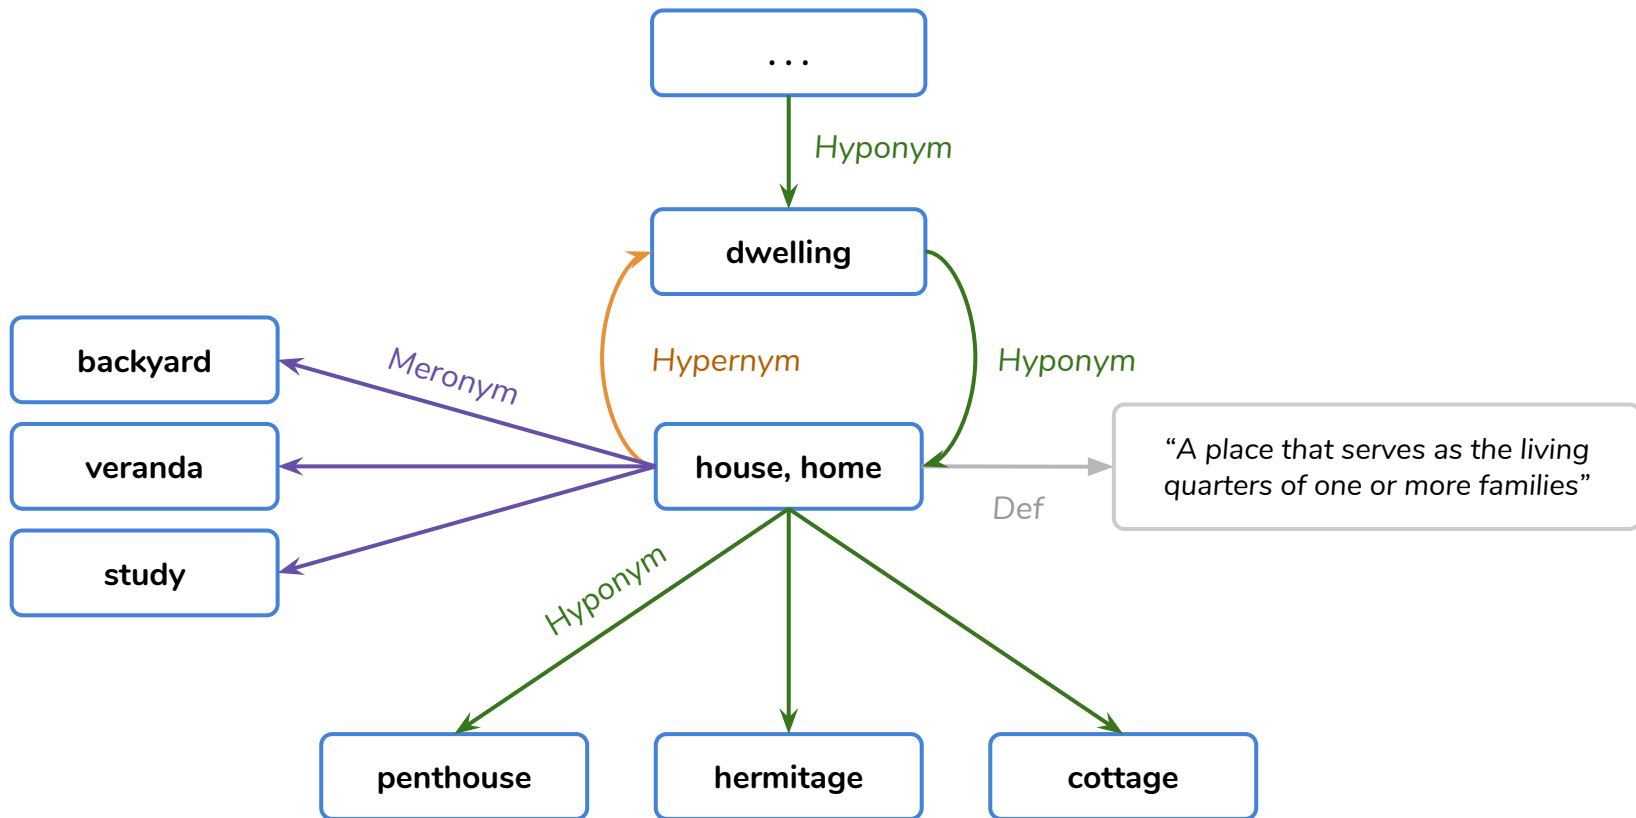 ...
Hyponym
dwelling
backyard
Meronym
Hypernym
Hyponym
veranda
house, home
“A place that serves as the living
quarters of one or more families”
Def
study
Hyponym
penthouse
hermitage
cottage